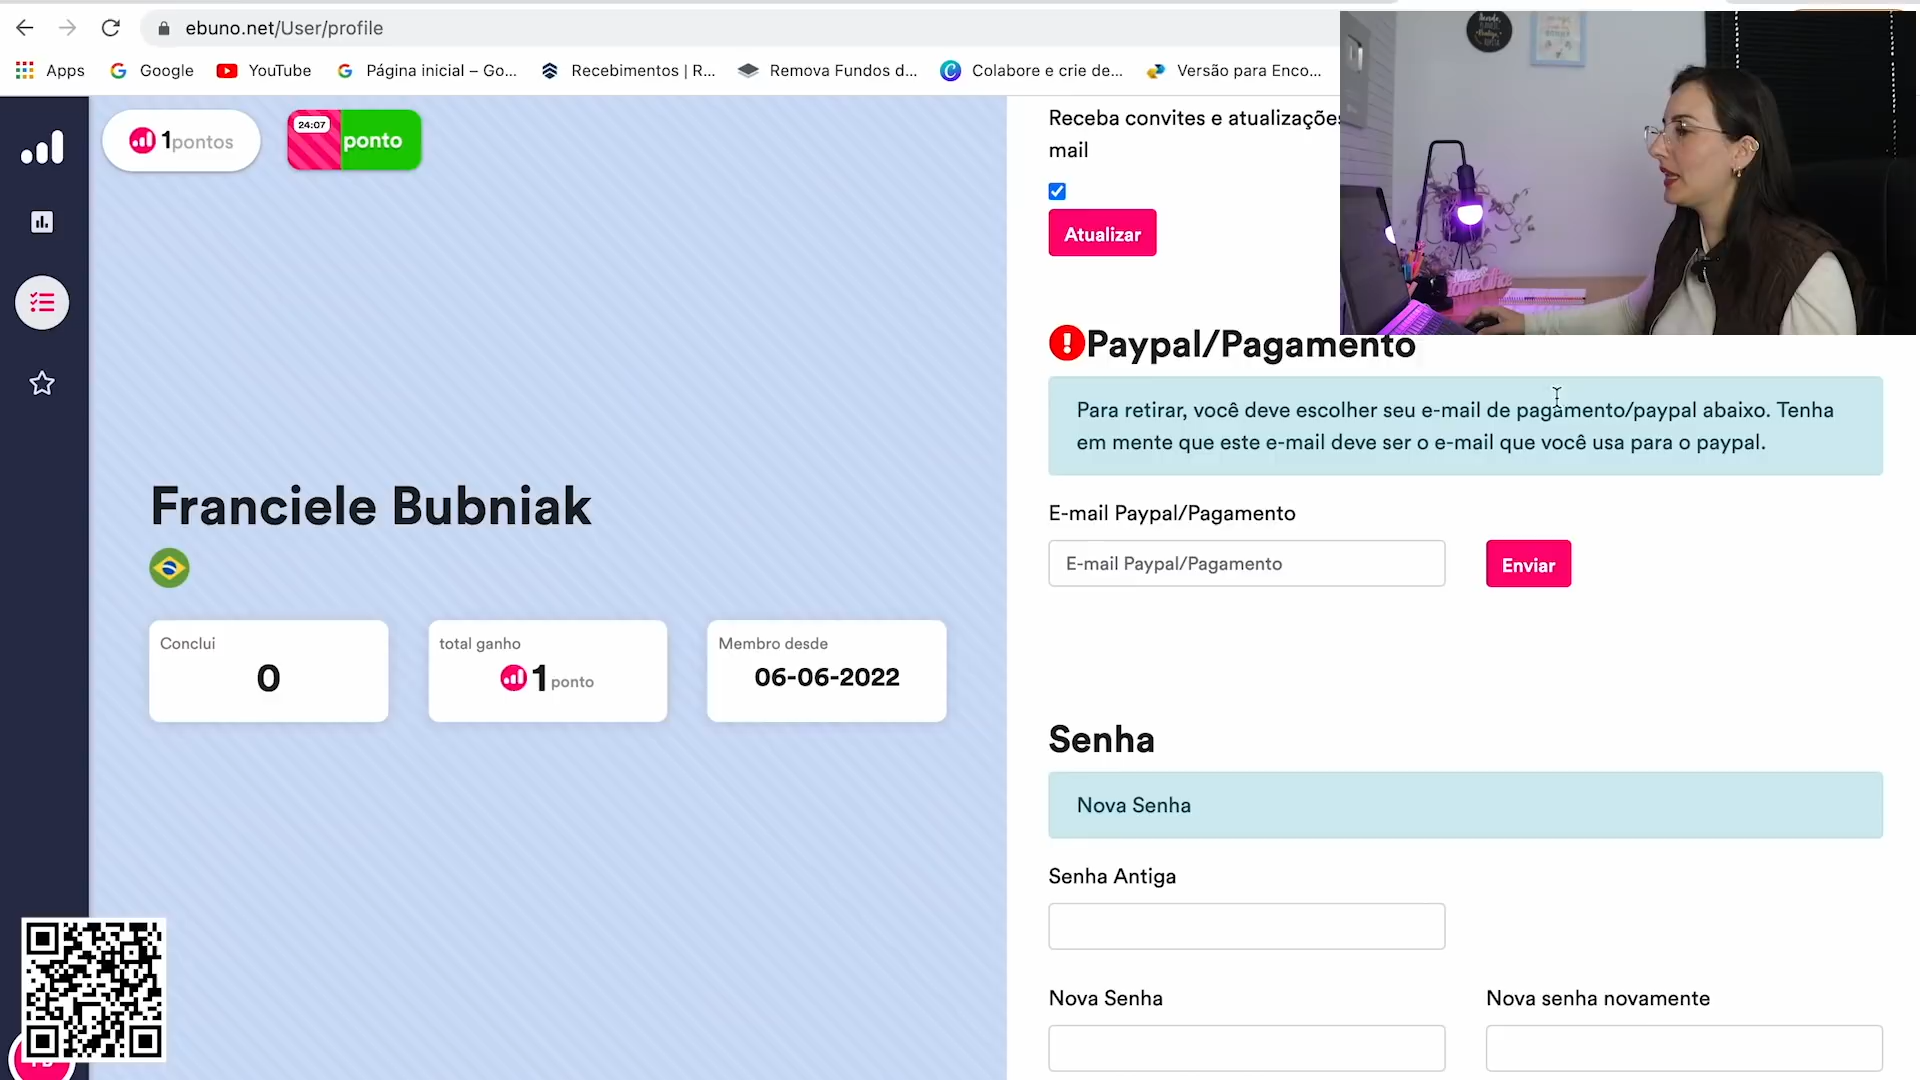 ebuno.net/User/profile
Apps
Google
YouTube
Página inicial – Go...
Recebimentos | R...
Remova Fundos d...
Colabore e crie de...
Versão para Enco...
1pontos
24:07
ponto
Franciele Bubniak
Conclui
0
total ganho
1 ponto
Membro desde
06-06-2022
Receba convites e atualizações
mail
Atualizar
Paypal/Pagamento
Para retirar, você deve escolher seu e-mail de pagamento/paypal abaixo. Tenha
em mente que este e-mail deve ser o e-mail que você usa para o paypal.
E-mail Paypal/Pagamento
E-mail Paypal/Pagamento
Enviar
Senha
Nova Senha
Senha Antiga
Nova Senha
Nova senha novamente